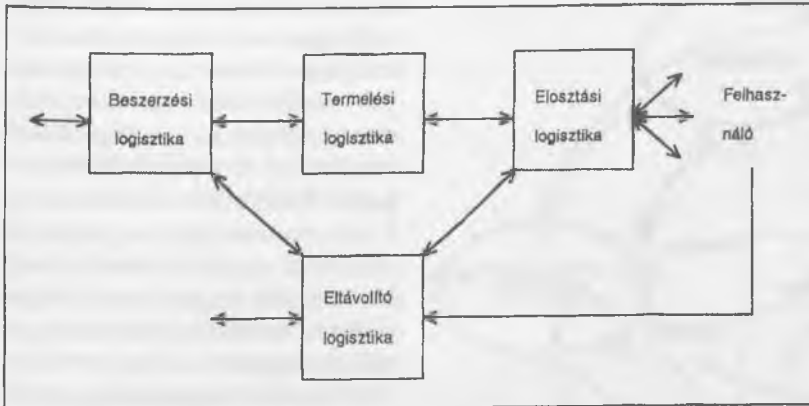 Beszerzési
logisztika
Termelési
logisztika
Elosztási
logisztika
Felhasz-
náló
Eltávolító
logisztika